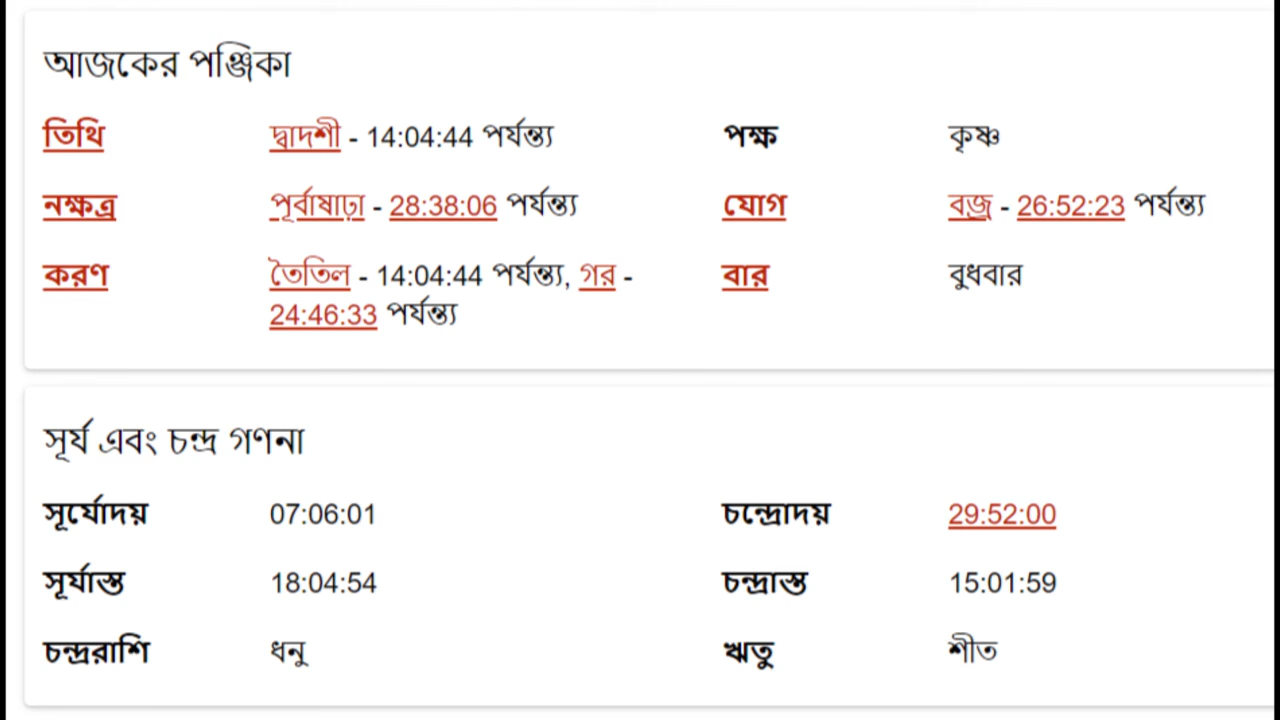 আজকের পঞ্জিকা
তিথি দ্বাদশী - 14:04:44 পর্যন্ত্য পক্ষ কৃষ্ণ
নক্ষত্র পূর্বাষাঢ়া - 28:38:06 পর্যন্ত্য যোগ বজ্র - 26:52:23 পর্যন্ত্য
করণ তৈতিল - 14:04:44 পর্যন্ত্য, গর - বার বুধবার
24:46:33 পর্যন্ত্য
সূর্য এবং চন্দ্র গণনা
সূর্যোদয় 07:06:01 চন্দ্রোদয় 29:52:00
সূর্যাস্ত 18:04:54 চন্দ্রাস্ত 15:01:59
চন্দ্ররাশি ধনু ঋতু শীত